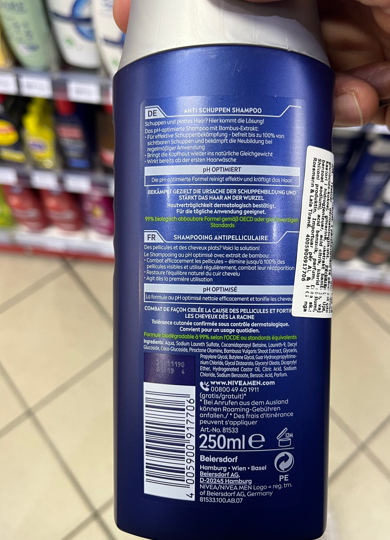 DE ANTI SCHUPPEN SHAMPOO
Schuppen und plattes Haar? Hier kommt die Lösung!
Das pH-optimierte Shampoo mit Bambus-Extrakt:
• Für effektive Schuppenbekämpfung - befreit bis zu 100% von
sichtbaren Schuppen und bekämpft die Neubildung bei
regelmäßiger Anwendung
• Bringt die Kopfhaut wieder ins natürliche Gleichgewicht
• Wirkt bereits ab der ersten Haarwäsche
pH OPTIMIERT
Die pH-optimierte Formel reinigt effektiv und kräftigt das Haar
BEKÄMPFT GEZIELT DIE URSACHE DER SCHUPPENBILDUNG UND
STÄRKT DAS HAAR AN DER WURZEL
Hautverträglichkeit dermatologisch bestätigt.
Für die tägliche Anwendung geeignet.
99% biologisch abbaubare Formel gemäß OECD oder gleichwertigen
Standards
FR SHAMPOOING ANTIPELLICULAIRE
Des pellicules et des cheveux plats? Voici la solution!
Le Shampooing au pH optimisé avec extrait de bambou:
• Combat efficacement les pellicules - élimine jusqu'à 100% des
pellicules visibles et utilisé régulièrement, combat leur réapparition
• Restaure l'équilibre naturel du cuir chevelu
• Agit dès la première utilisation
pH OPTIMISÉ
La formule au pH optimisé nettoie efficacement et fortifie les cheveux
COMBAT DE FAÇON CIBLÉE LA CAUSE DES PELLICULES ET FORTIFIE
LES CHEVEUX DÈS LA RACINE
Tolérance cutanée confirmée sous contrôle dermatologique.
Convient pour un usage quotidien.
Formule biodégradable à 99% selon l'OCDE ou standards équivalents
Ingredients: Aqua, Sodium Laureth Sulfate, Cocamidopropyl Betaine, Laureth-9, Decyl
Glucoside, Coco-Glucoside, Piroctone Olamine, Bambusa Vulgaris Shoot Extract, Glycerin,
www.NIVEAMEN.com
00800 49 40 1911
(gratis/gratuit)*
* Bei Anrufen aus dem Ausland
können Roaming-Gebühren
anfallen./ * Des frais d'itinérance
peuvent s'appliquer
Art.-No. 81533
250ml e
Beiersdorf
Hamburg • Wien • Basel
Beiersdorf AG,
D-20245 Hamburg
NIVEA/NIVEA MEN Logo = reg. tm.
of Beiersdorf AG, Germany
81533.100.AB.07
PE
4 005900 917706